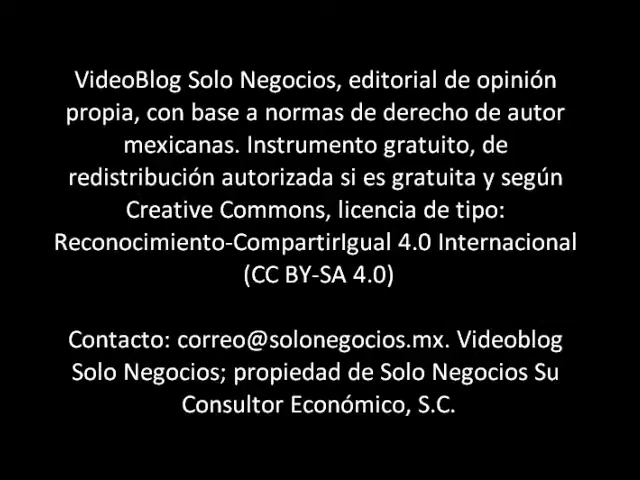 VideoBlog Solo Negocios, editorial de opinión
propia, con base a normas de derecho de autor
mexicanas. Instrumento gratuito, de
redistribución autorizada si es gratuita y según
Creative Commons, licencia de tipo:
Reconocimiento-CompartirIgual 4.0 Internacional
(CC BY-SA 4.0)
Contacto: correo@solonegocios.mx. Videoblog
Solo Negocios; propiedad de Solo Negocios Su
Consultor Económico, S.C.